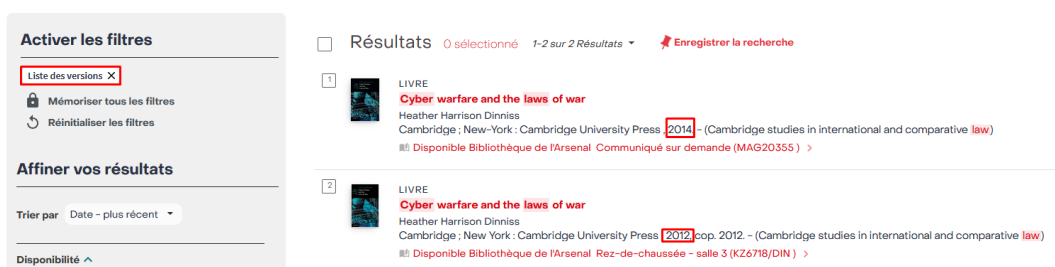 Activer les filtres
Liste des versions ✕
Mémoriser tous les filtres
Réinitialiser les filtres
Affiner vos résultats
Trier par Date – plus récent
Disponibilité
Résultats 0 sélectionné 1-2 sur 2 Résultats Enregistrer la recherche
1
LIVRE
Cyber warfare and the laws of war
Heather Harrison Dinniss
Cambridge ; New-York : Cambridge University Press , 2014. – (Cambridge studies in international and comparative law)
Disponible Bibliothèque de l'Arsenal Communiqué sur demande (MAG20355 ) >
2
LIVRE
Cyber warfare and the laws of war
Heather Harrison Dinniss
Cambridge ; New York : Cambridge University Press , 2012, cop. 2012. – (Cambridge studies in international and comparative law)
Disponible Bibliothèque de l'Arsenal Rez-de-chaussée – salle 3 (KZ6718/DIN ) >